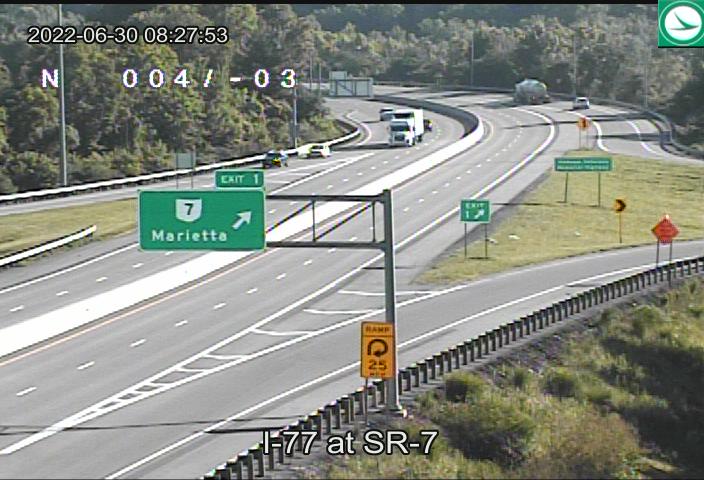 2022-06-30 08:27:53
N 004/-03
EXIT 1
7
Marietta
EXIT
1
RAMP
25
MPH
I-77 at SR-7